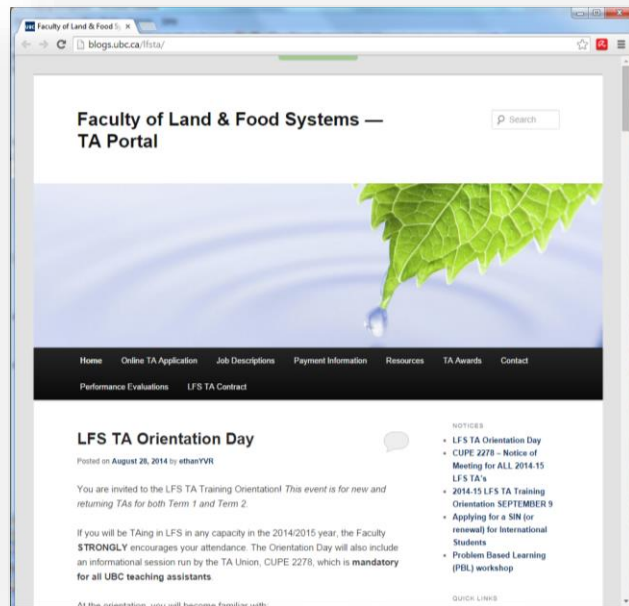 Faculty of Land & Food S
blogs.ubc.ca/lfsta/
Faculty of Land & Food Systems —
TA Portal
Search
Home Online TA Application Job Descriptions Payment Information Resources TA Awards Contact
Performance Evaluations LFS TA Contract
LFS TA Orientation Day
Posted on August 28, 2014 by ethanYVR
You are invited to the LFS TA Training Orientation! This event is for new and
returning TAs for both Term 1 and Term 2.
If you will be TAing in LFS in any capacity in the 2014/2015 year, the Faculty
STRONGLY encourages your attendance. The Orientation Day will also include
an informational session run by the TA Union, CUPE 2278, which is mandatory
for all UBC teaching assistants.
At the orientation, you will become familiar with:
NOTICES
LFS TA Orientation Day
CUPE 2278 – Notice of
Meeting for ALL 2014-15
LFS TA's
2014-15 LFS TA Training
Orientation SEPTEMBER 9
Applying for a SIN (or
renewal) for International
Students
Problem Based Learning
(PBL) workshop
QUICK LINKS